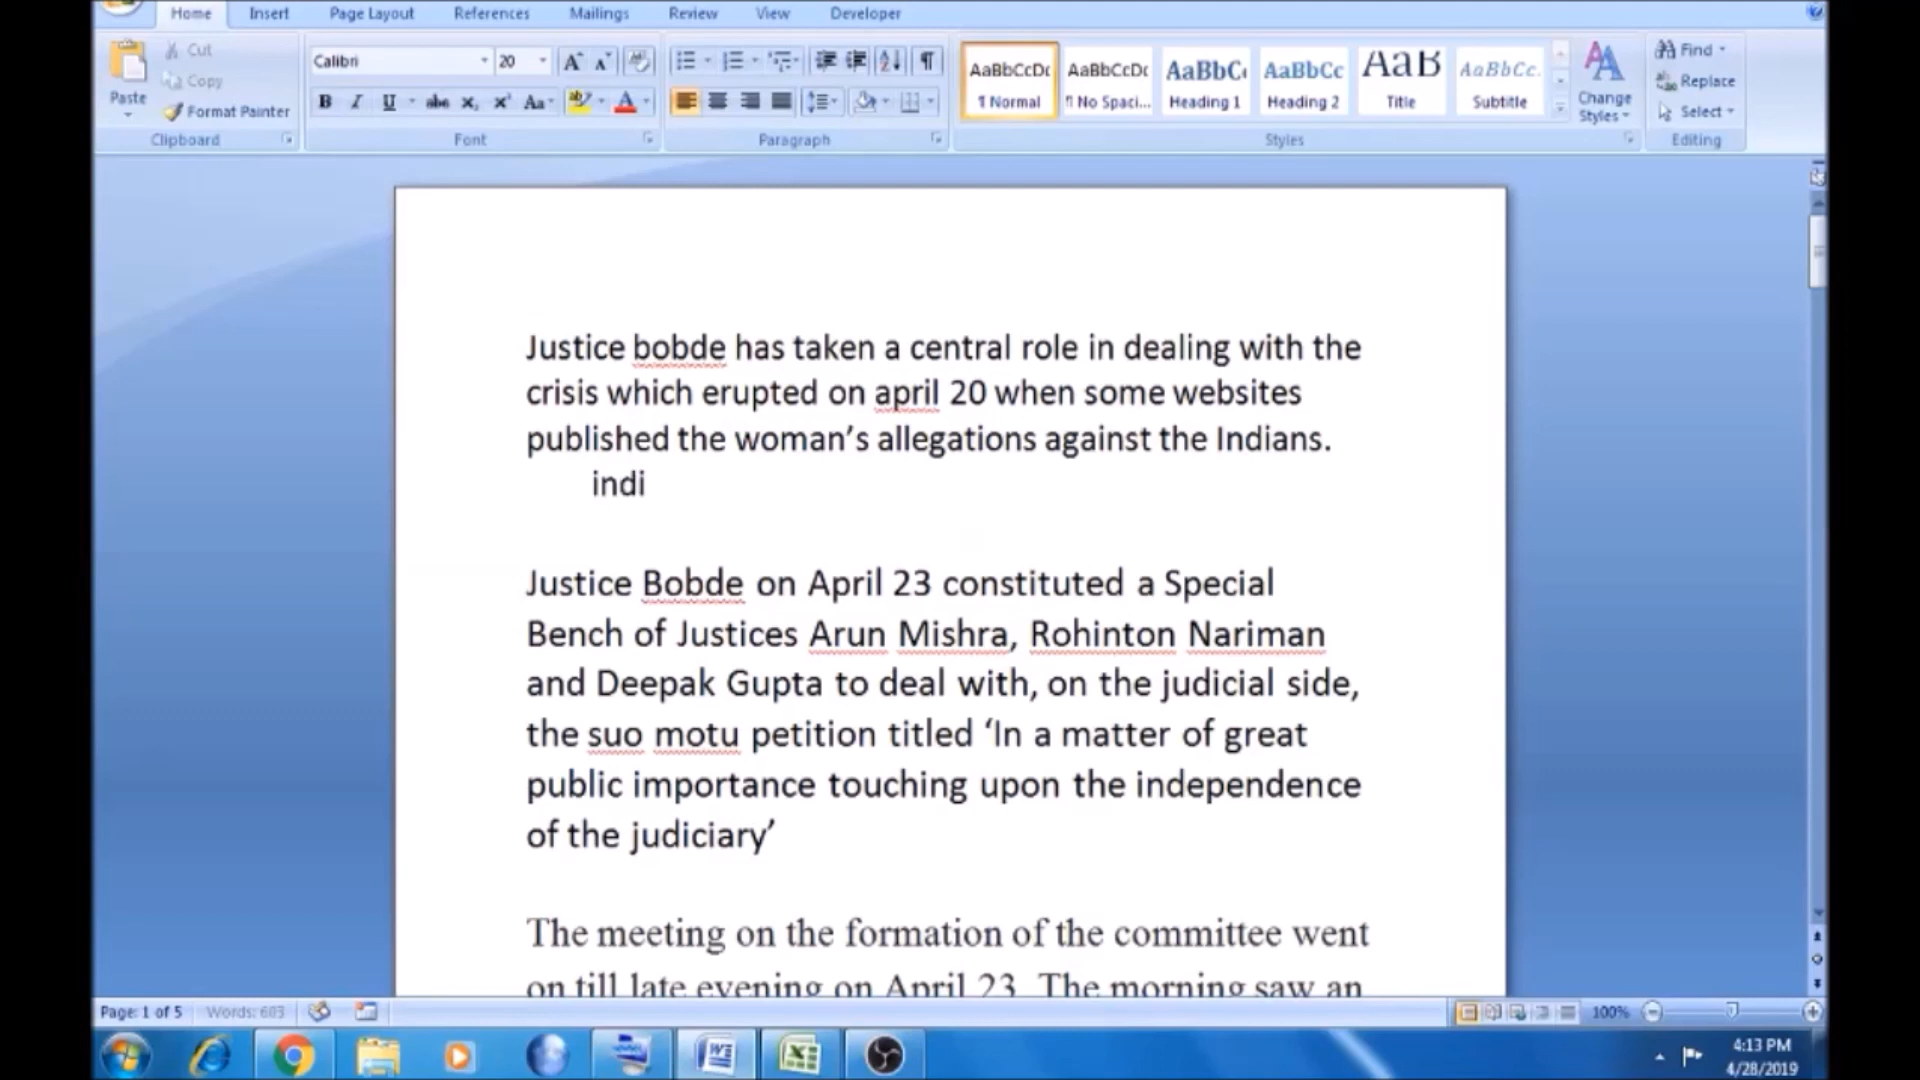 Home Insert Page Layout References Mailings Review View Developer
Paste
Cut
Copy
Format Painter
Clipboard
Calibri 20
B I U abc x₂ x² Aa
Font
Paragraph
AaBbCcDc AaBbCcDc AaBbC AaBbCc AaB AaBbCc.
¶ Normal ¶ No Spaci... Heading 1 Heading 2 Title Subtitle
Change
Styles
Styles
Find
Replace
Select
Editing
Justice bobde has taken a central role in dealing with the
crisis which erupted on april 20 when some websites
published the woman’s allegations against the Indians.
indi
Justice Bobde on April 23 constituted a Special
Bench of Justices Arun Mishra, Rohinton Nariman
and Deepak Gupta to deal with, on the judicial side,
the suo motu petition titled ‘In a matter of great
public importance touching upon the independence
of the judiciary’
The meeting on the formation of the committee went
on till late evening on April 23. The morning saw an
Page: 1 of 5 Words: 603
100%
4:13 PM
4/28/2019